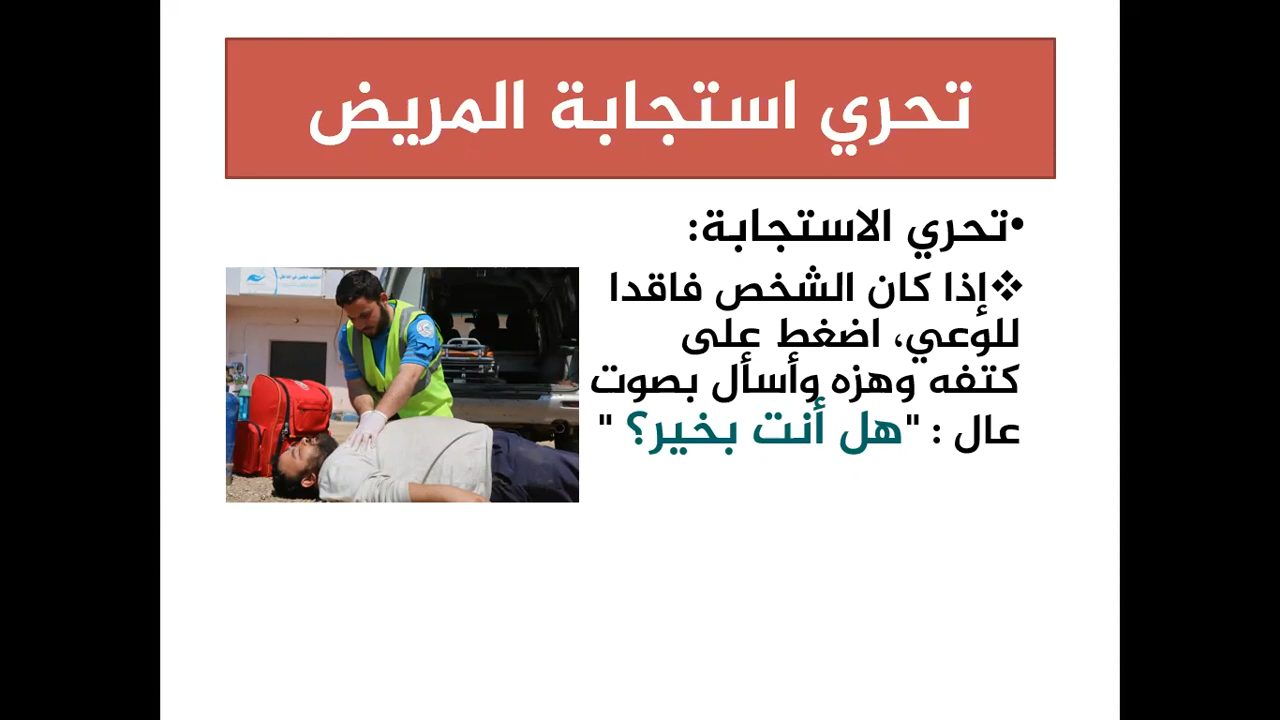 تحري استجابة المريض
•تحري الاستجابة:
❖إذا كان الشخص فاقدا
للوعي، اضغط على
كتفه وهزه وأسأل بصوت
عال : "هل أنت بخير؟ "